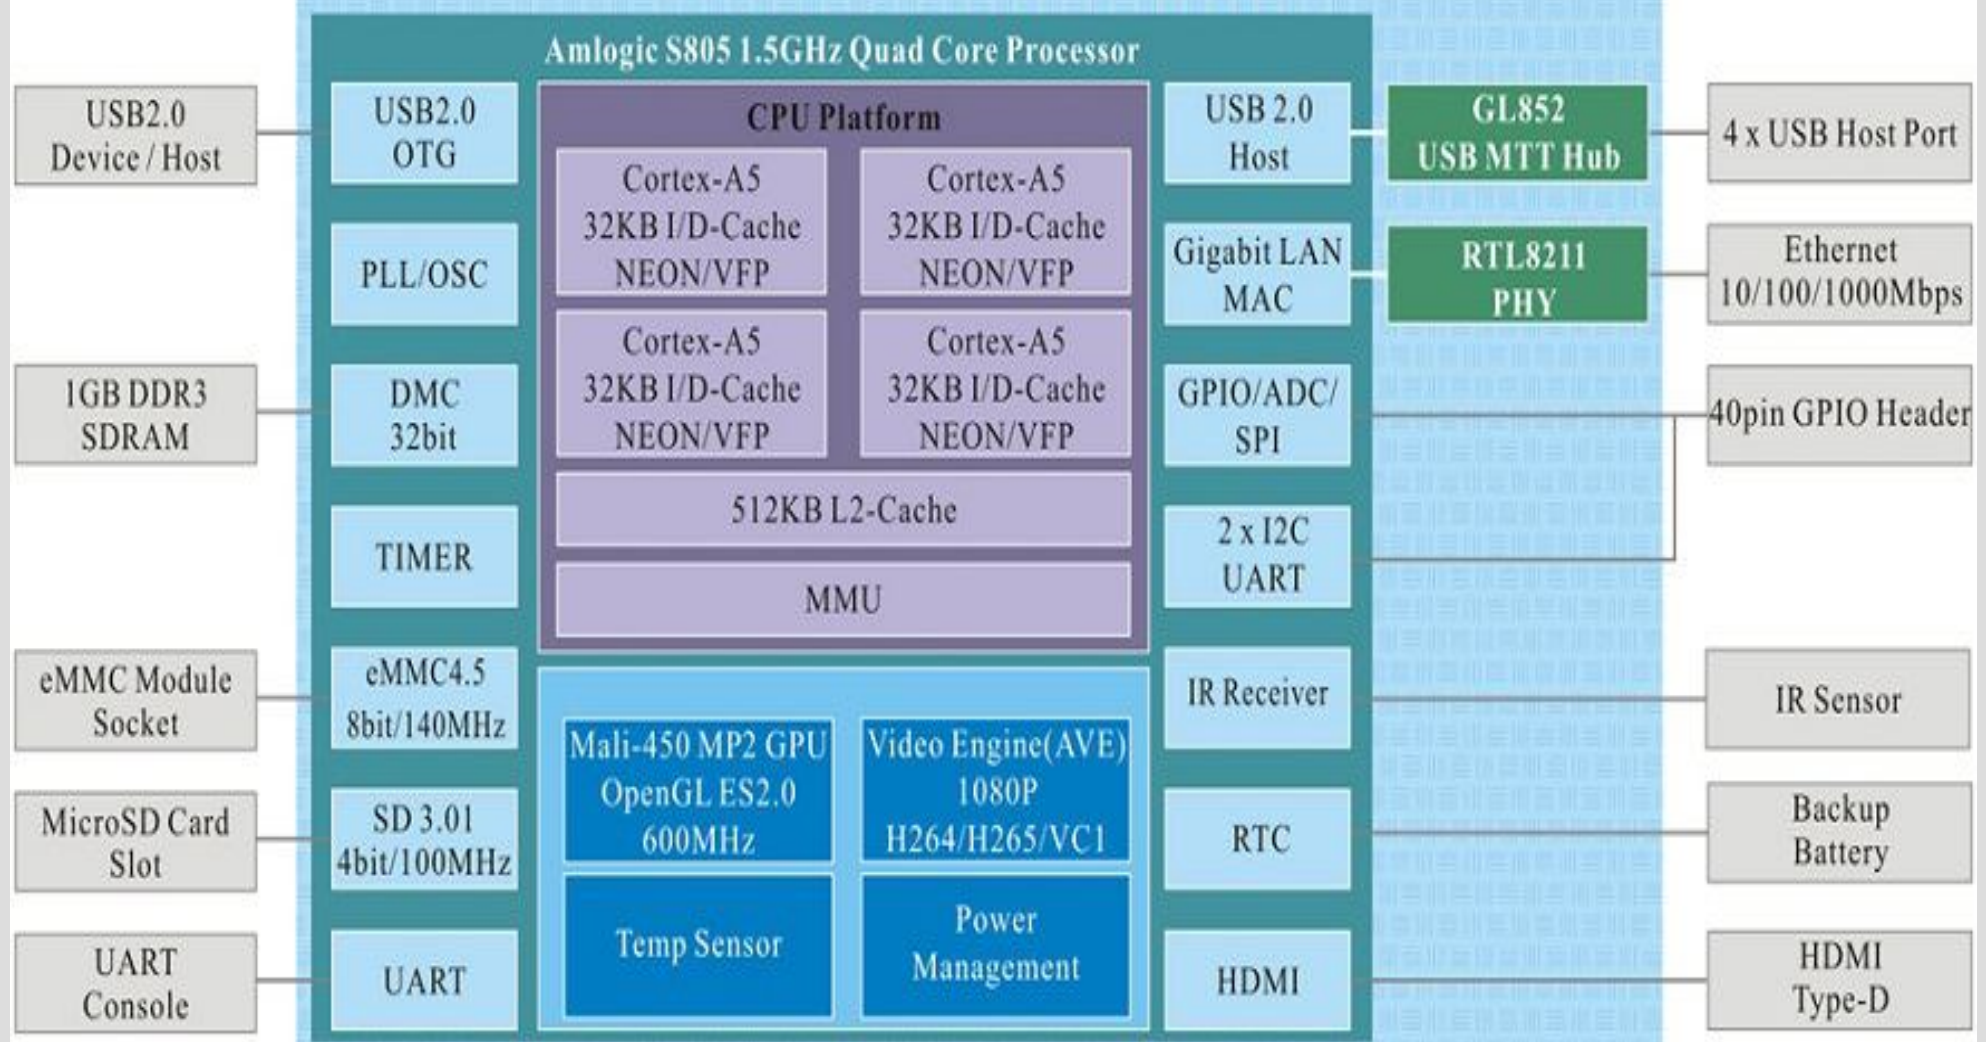 Amlogic S805 1.5GHz Quad Core Processor
USB2.0
Device / Host
1GB DDR3
SDRAM
eMMC Module
Socket
MicroSD Card
Slot
UART
Console
USB2.0
OTG
PLL/OSC
DMC
32bit
TIMER
eMMC4.5
8bit/140MHz
SD 3.01
4bit/100MHz
UART
CPU Platform
Cortex-A5
32KB I/D-Cache
NEON/VFP
Cortex-A5
32KB I/D-Cache
NEON/VFP
Cortex-A5
32KB I/D-Cache
NEON/VFP
Cortex-A5
32KB I/D-Cache
NEON/VFP
512KB L2-Cache
MMU
Mali-450 MP2 GPU
OpenGL ES2.0
600MHz
Video Engine(AVE)
1080P
H264/H265/VC1
Temp Sensor
Power
Management
USB 2.0
Host
Gigabit LAN
MAC
GPIO/ADC/
SPI
2 x I2C
UART
IR Receiver
RTC
HDMI
GL852
USB MTT Hub
RTL8211
PHY
4 x USB Host Port
Ethernet
10/100/1000Mbps
40pin GPIO Header
IR Sensor
Backup
Battery
HDMI
Type-D